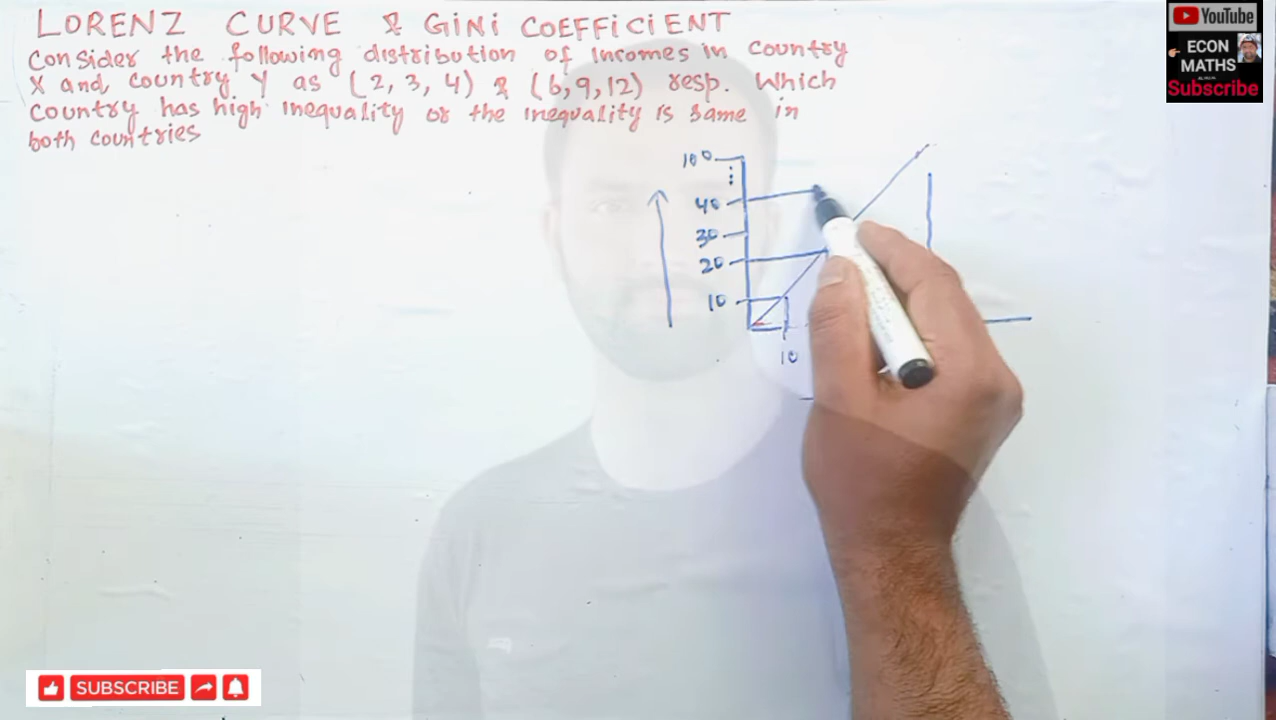 LORENZ CURVE & GINI COEFFICIENT
Consider the following distribution of Incomes in Country
X and, Country Y as (2, 3, 4) & (6, 9, 12) resp. Which
Country has high inequality or the inequality is same in
both countries
100
40
30
20
10
10
YouTube
ECON
MATHS
Subscribe
SUBSCRIBE